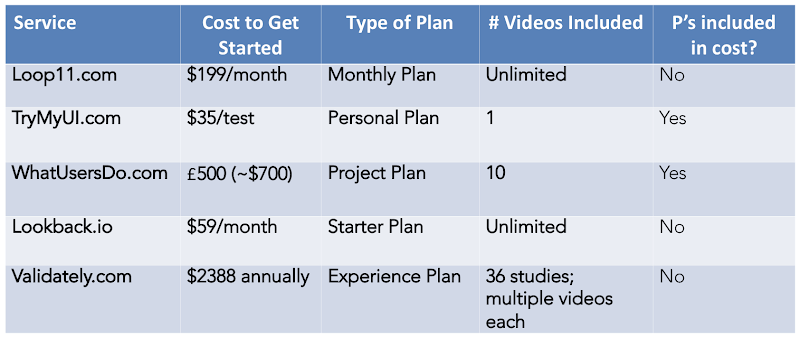 Service Cost to Get Started Type of Plan # Videos Included P's included in cost?
Loop11.com $199/month Monthly Plan Unlimited No
TryMyUI.com $35/test Personal Plan 1 Yes
WhatUsersDo.com £500 (~$700) Project Plan 10 Yes
Lookback.io $59/month Starter Plan Unlimited No
Validately.com $2388 annually Experience Plan 36 studies; multiple videos each No